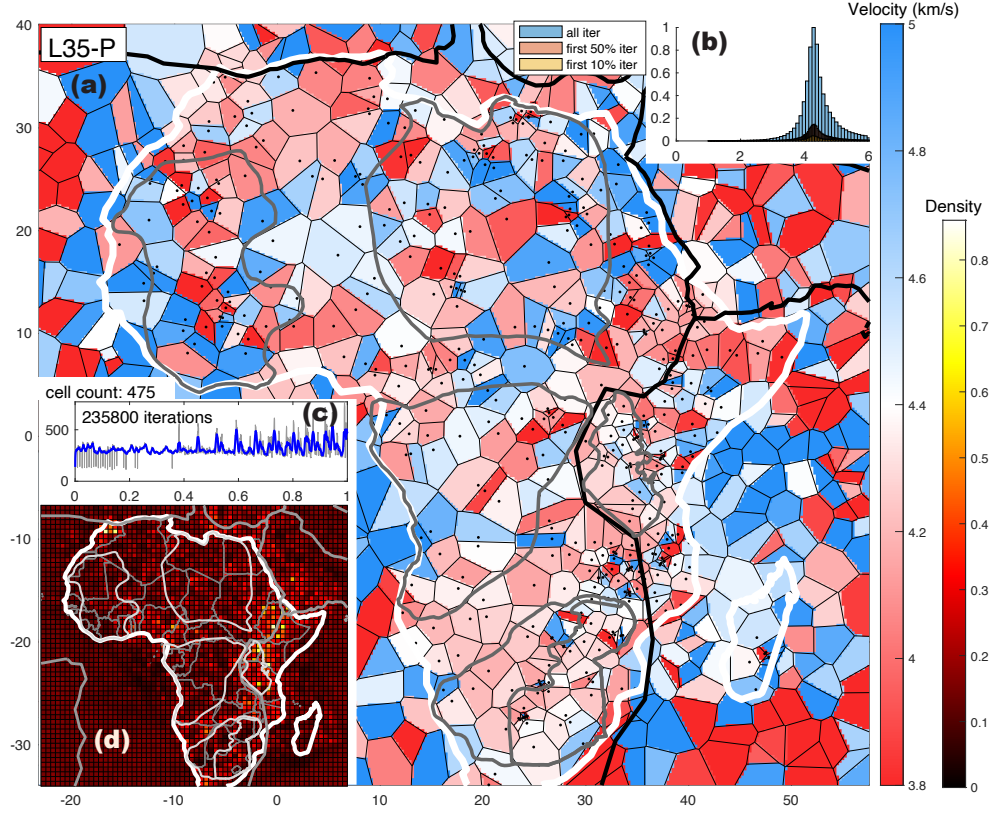 Velocity (km/s)
L35-P
(a)
all iter
first 50% iter
first 10% iter
(b)
1
0.8
0.6
0.4
0.2
0
0 2 4 6
40
30
20
10
0
-10
-20
-30
-20 -10 0 10 20 30 40 50
cell count: 475
235800 iterations
(c)
500
0
0 0.2 0.4 0.6 0.8 1
(d)
5
4.8
4.6
4.4
4.2
4
3.8
Density
0.8
0.7
0.6
0.5
0.4
0.3
0.2
0.1
0